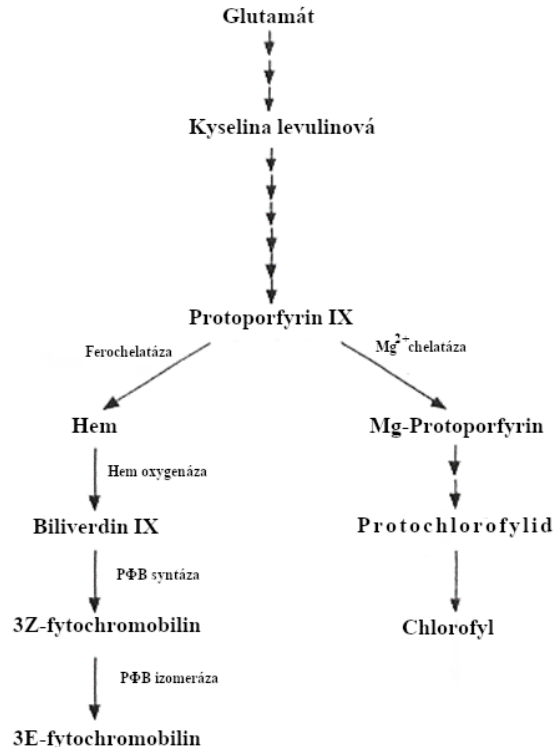 Glutamát
Kyselina levulinová
Protoporfyrin IX
Ferochelatáza
Mg2+ chelatáza
Hem
Mg-Protoporfyrin
Hem oxygenáza
Biliverdin IX
Protochlorofylid
PΦB syntáza
3Z-fytochromobilin
Chlorofyl
PΦB izomeráza
3E-fytochromobilin